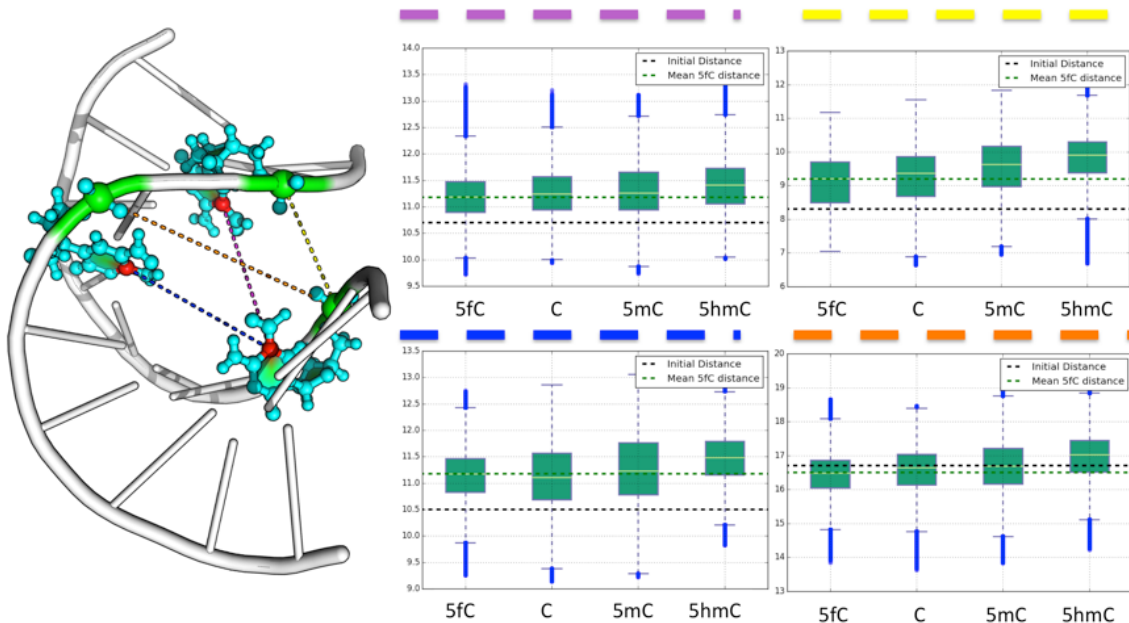 14.0
13.5
13.0
12.5
12.0
11.5
11.0
10.5
10.0
9.5
Initial Distance
Mean 5fC distance
5fC C 5mC 5hmC
12
11
10
9
8
7
6
Initial Distance
Mean 5fC distance
5fC C 5mC 5hmC
13.5
13.0
12.5
12.0
11.5
11.0
10.5
10.0
9.5
9.0
Initial Distance
Mean 5fC distance
5fC C 5mC 5hmC
20
19
18
17
16
15
14
13
Initial Distance
Mean 5fC distance
5fC C 5mC 5hmC